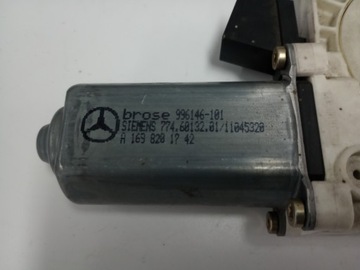 brose 996146-101
SIEMENS 774.60132.01/11045320
A 169 820 17 42